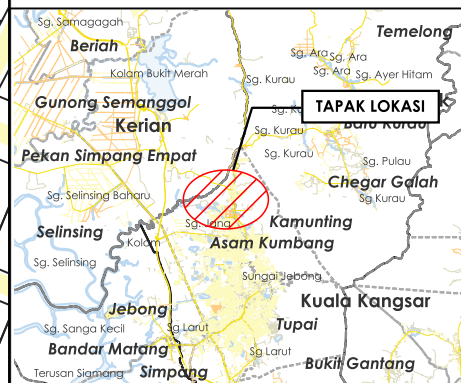 Sg. Samagagah
Temelong
Beriah
Sg. Ara
Sg. Ara
Kolam Bukit Merah
Sg. Ara
Sg. Ayer Hitam
Sg. Kurau
Gunong Semanggol
TAPAK LOKASI
Kerian
Sg. Kurau
Pekan Simpang Empat
Sg. Kurau
Sg. Pulau
Chegar Galah
Sg. Selinsing Baharu
Sg Kurau
Selinsing
Sg. Jana
Kamunting
Kolam
Asam Kumbang
Sg. Selinsing
Sungai Jebong
Kuala Kangsar
Jebong
Sg. Sanga Kecil
Sg Larut
Tupai
Bandar Matang
Sg Larut
Bukit Gantang
Terusan Siamang
Simpang